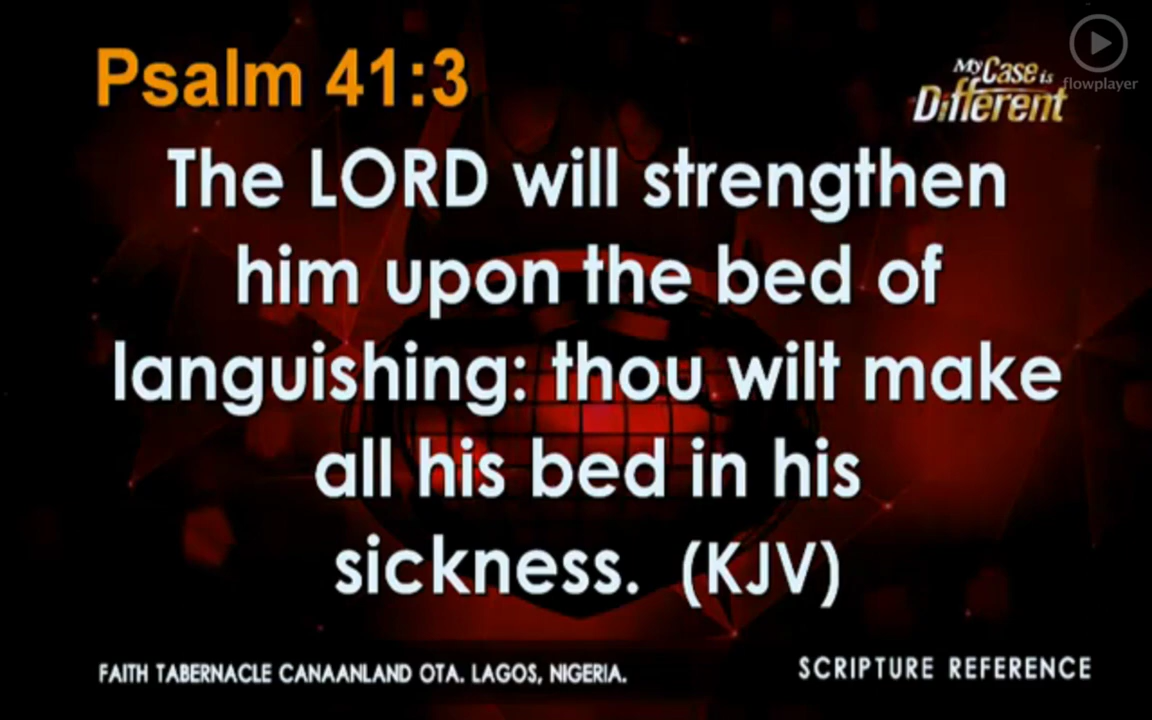 Psalm 41:3
My Case is
Different
flowplayer
The LORD will strengthen
him upon the bed of
languishing: thou wilt make
all his bed in his
sickness. (KJV)
FAITH TABERNACLE CANAANLAND OTA. LAGOS, NIGERIA.
SCRIPTURE REFERENCE